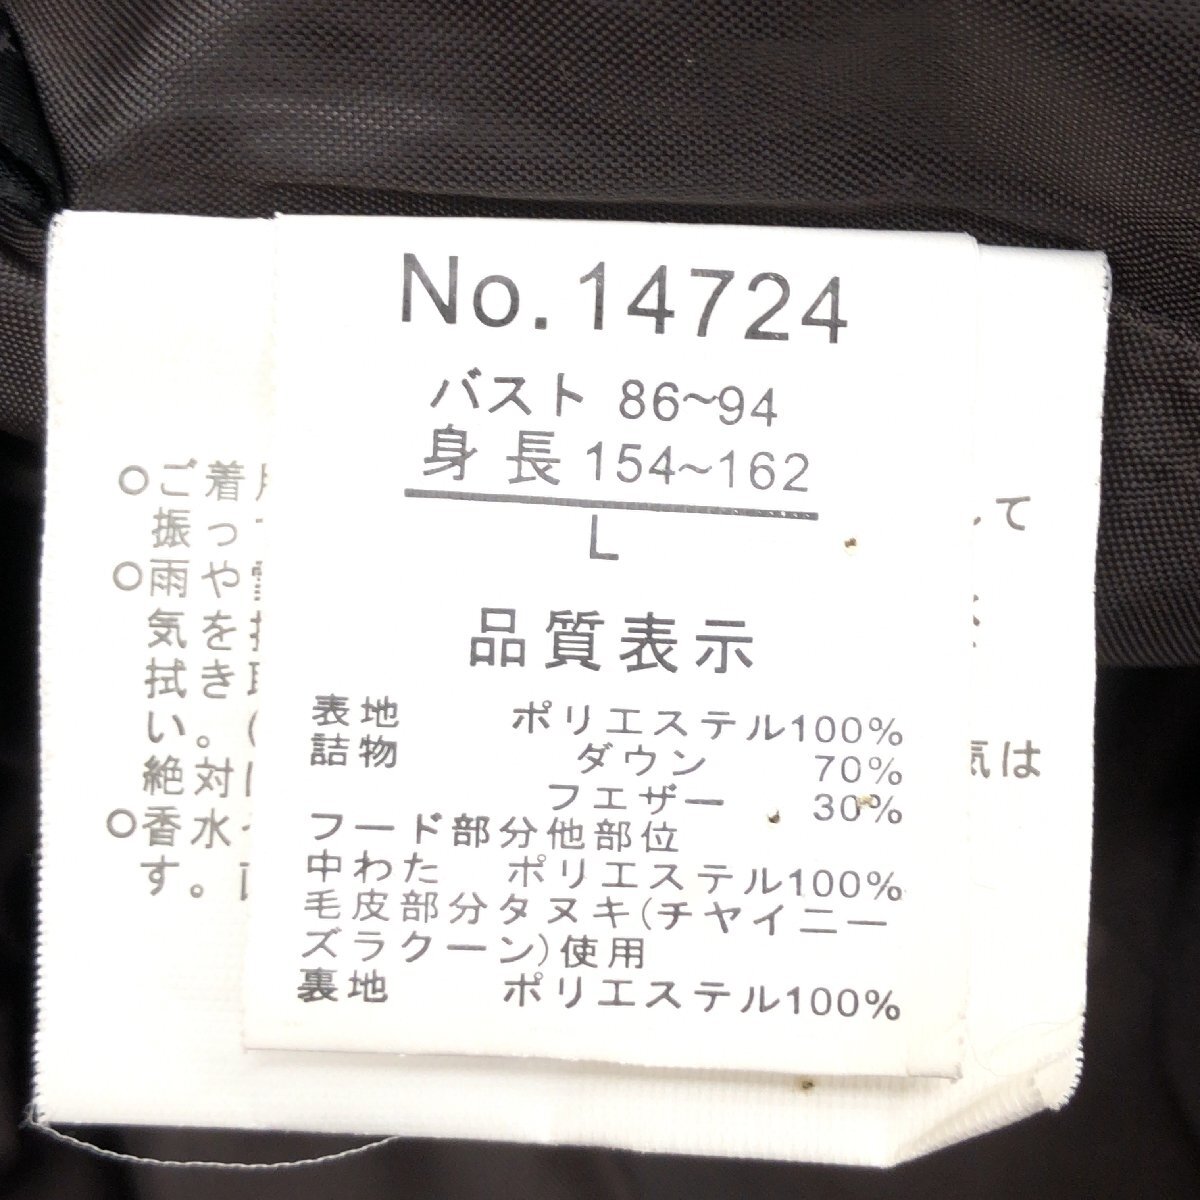 No.14724
バスト 86~94
身長 154~162
L
品質表示
表地 ポリエステル100%
詰物 ダウン 70%
フエザー 30%
フード部分他部位
中わた ポリエステル100%
毛皮部分タヌキ(チヤイニー
ズラクーン)使用
裏地 ポリエステル100%
○ご着
振っ
○雨や
気を
拭き
い。(
絶対
○香水
す。
して
気は